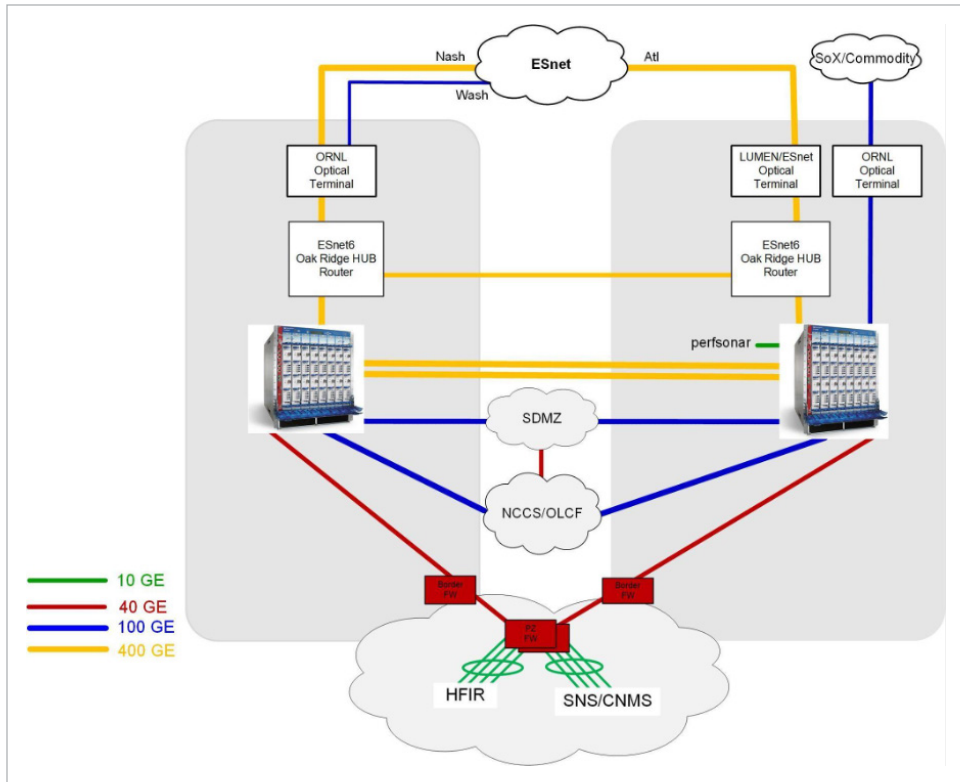 Nash
ESnet
Atl
SoX/Commodity
Wash
ORNL
Optical
Terminal
LUMEN/ESnet
Optical
Terminal
ORNL
Optical
Terminal
ESnet6
Oak Ridge HUB
Router
ESnet6
Oak Ridge HUB
Router
perfsonar
SDMZ
NCCS/OLCF
10 GE
40 GE
100 GE
400 GE
Border
FW
Border
FW
PZ
FW
HFIR
SNS/CNMS